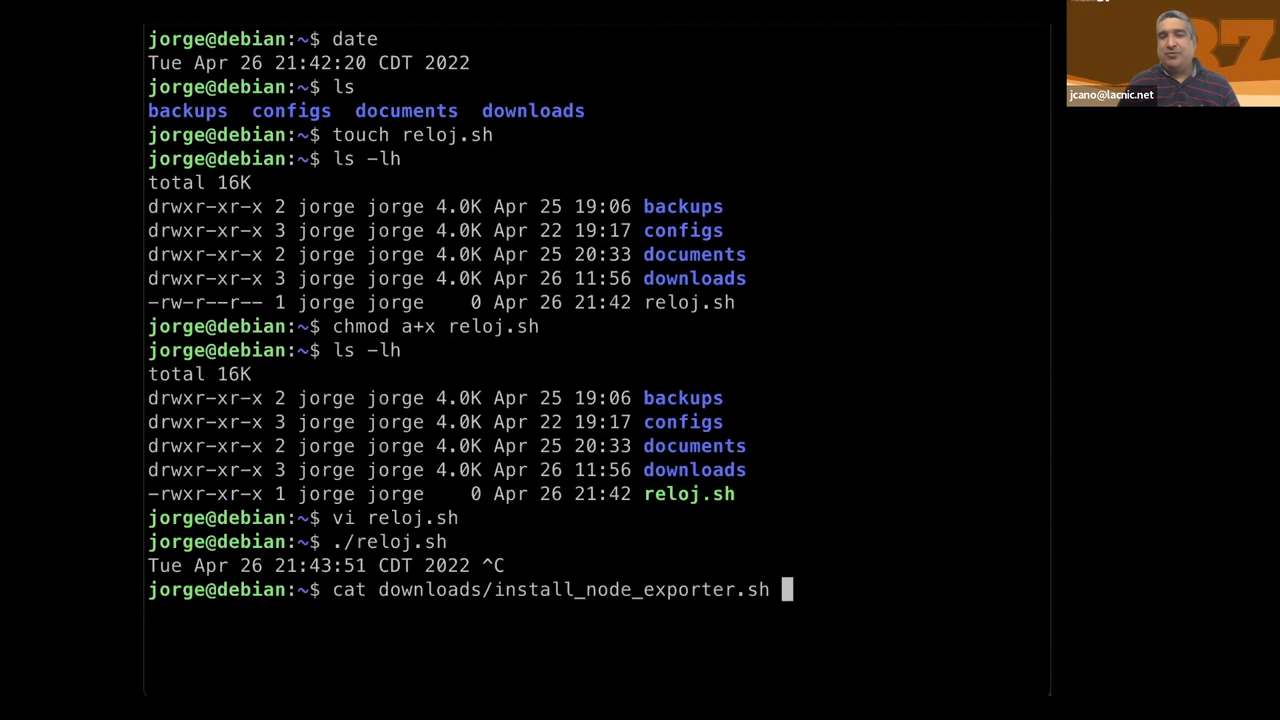 jorge@debian:~$ date
Tue Apr 26 21:42:20 CDT 2022
jorge@debian:~$ ls
backups  configs  documents  downloads
jorge@debian:~$ touch reloj.sh
jorge@debian:~$ ls -lh
total 16K
drwxr-xr-x 2 jorge jorge 4.0K Apr 25 19:06 backups
drwxr-xr-x 3 jorge jorge 4.0K Apr 22 19:17 configs
drwxr-xr-x 2 jorge jorge 4.0K Apr 25 20:33 documents
drwxr-xr-x 3 jorge jorge 4.0K Apr 26 11:56 downloads
-rw-r--r-- 1 jorge jorge    0 Apr 26 21:42 reloj.sh
jorge@debian:~$ chmod a+x reloj.sh
jorge@debian:~$ ls -lh
total 16K
drwxr-xr-x 2 jorge jorge 4.0K Apr 25 19:06 backups
drwxr-xr-x 3 jorge jorge 4.0K Apr 22 19:17 configs
drwxr-xr-x 2 jorge jorge 4.0K Apr 25 20:33 documents
drwxr-xr-x 3 jorge jorge 4.0K Apr 26 11:56 downloads
-rwxr-xr-x 1 jorge jorge    0 Apr 26 21:42 reloj.sh
jorge@debian:~$ vi reloj.sh
jorge@debian:~$ ./reloj.sh
Tue Apr 26 21:43:51 CDT 2022 ^C
jorge@debian:~$ cat downloads/install_node_exporter.sh
jcano@lacnic.net